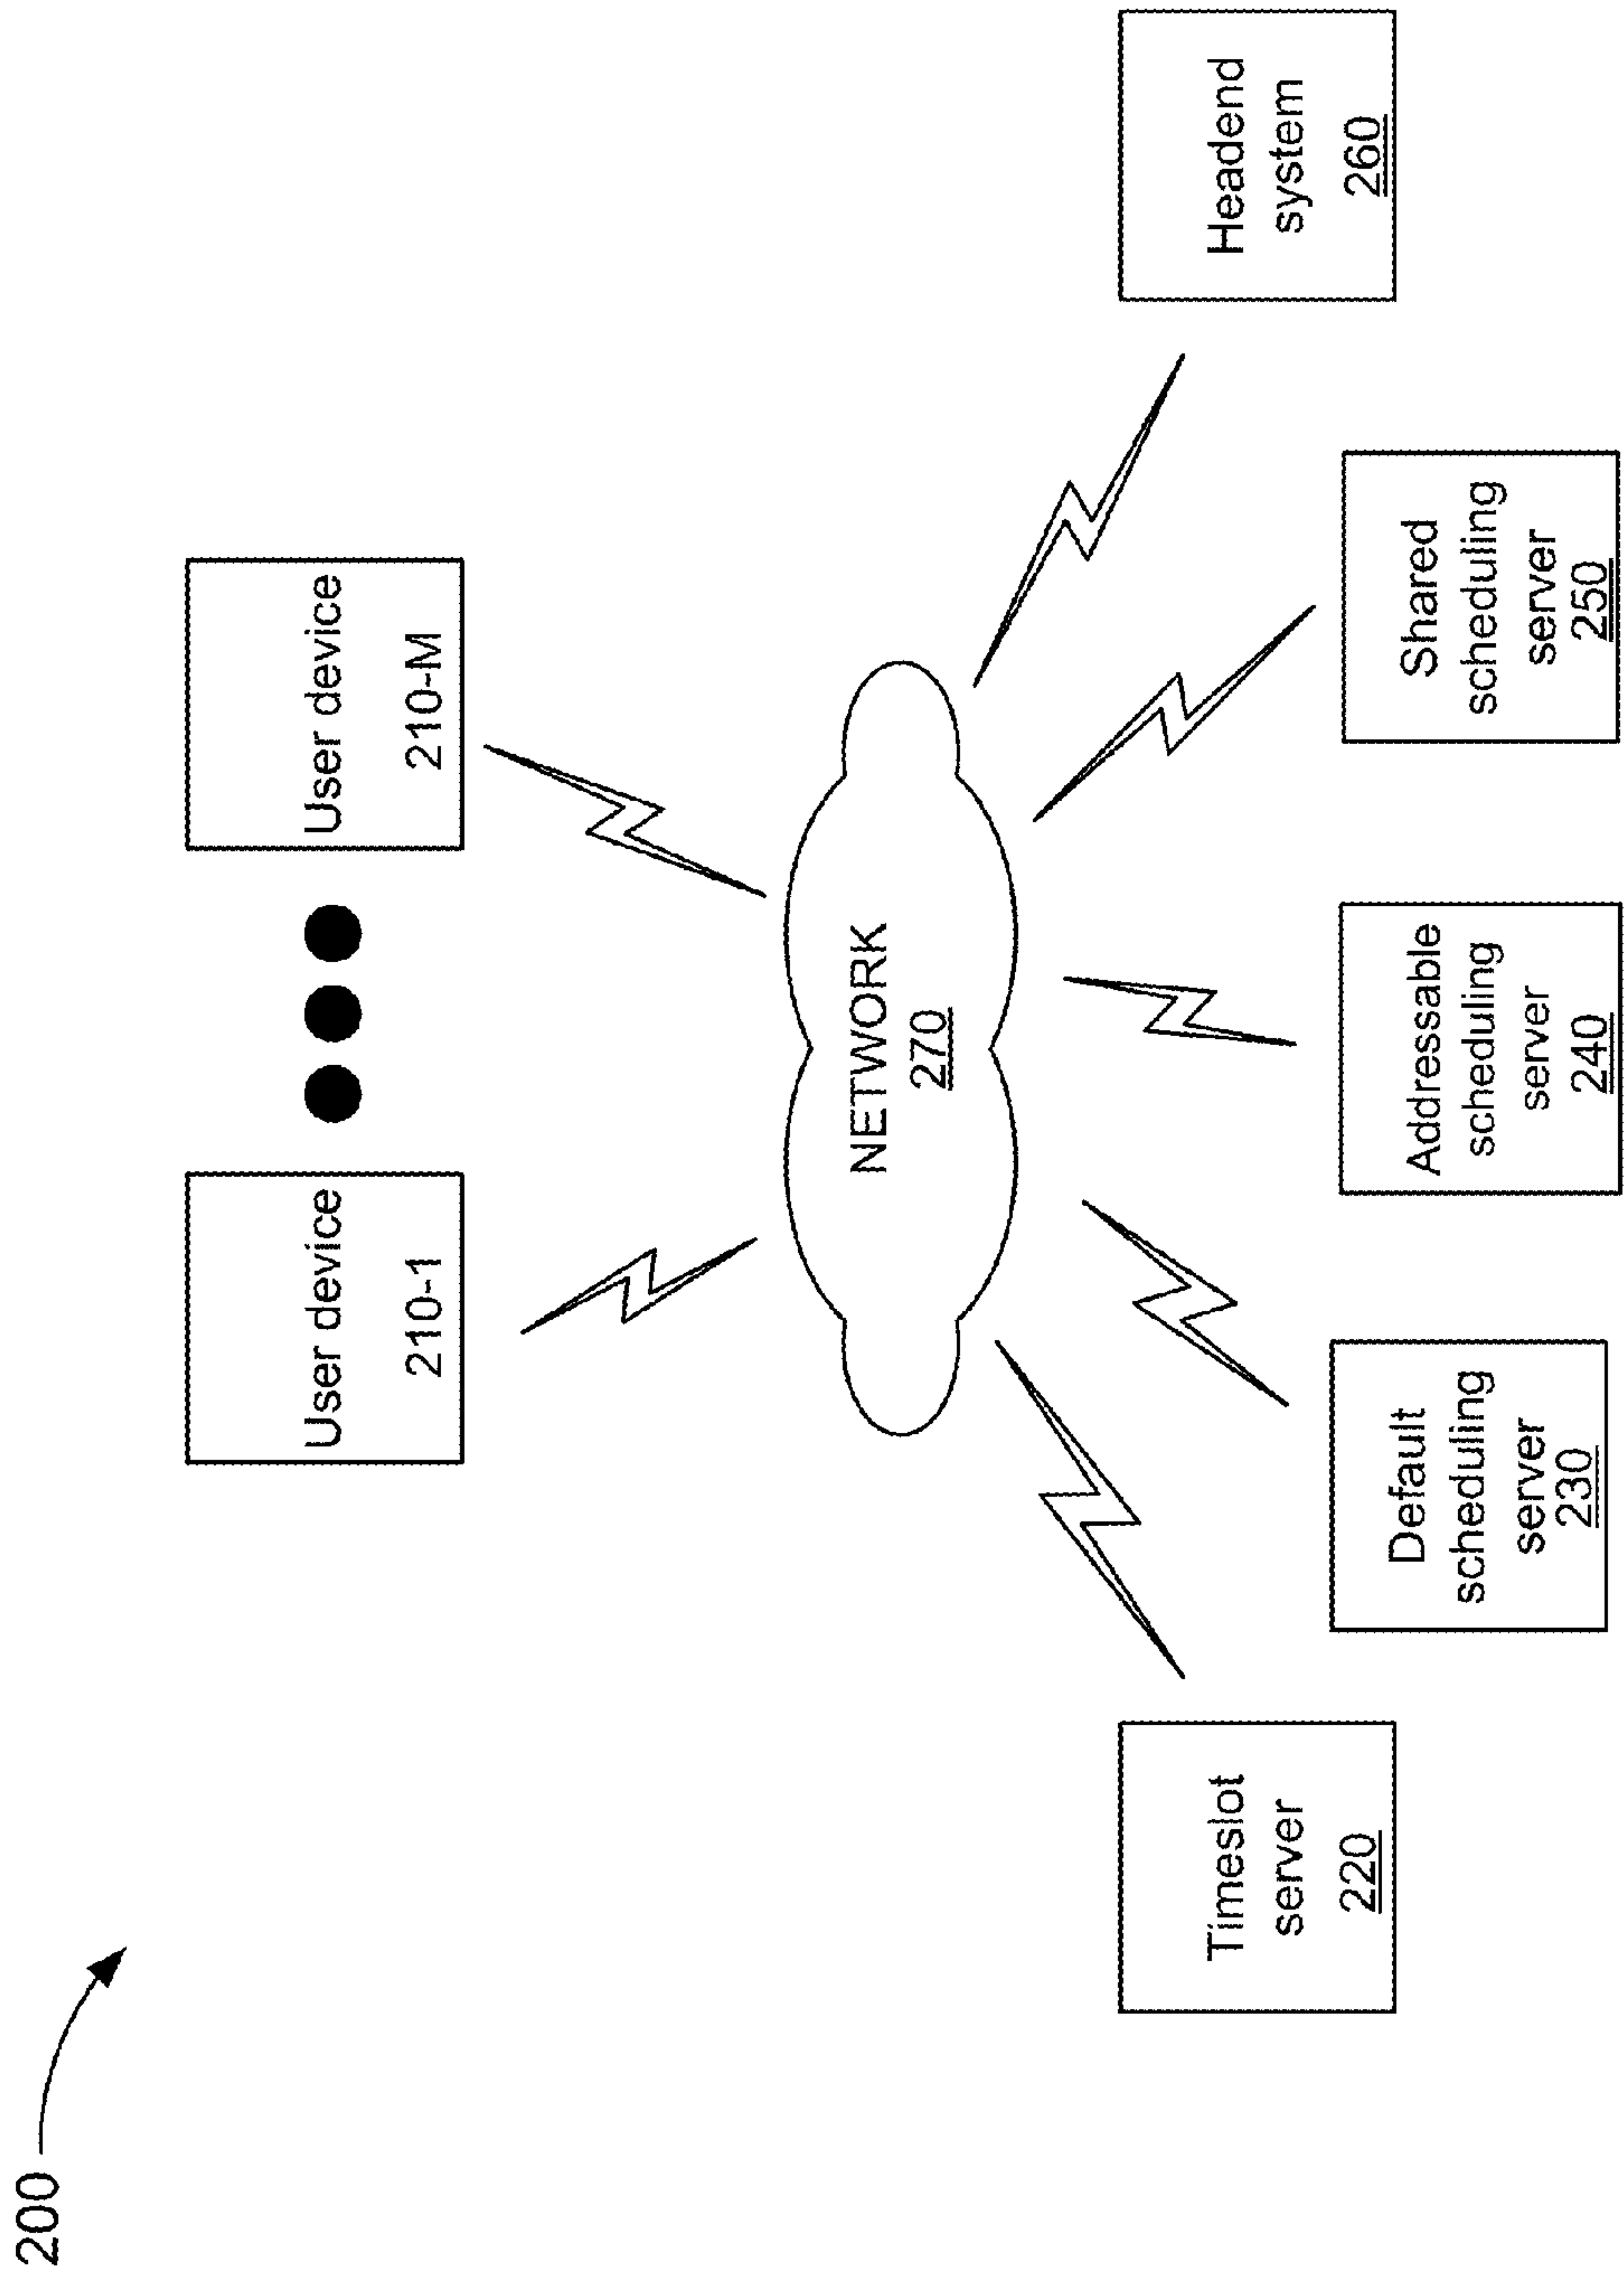 200
User device
210-1
User device
210-M
NETWORK
270
Timeslot
server
220
Default
scheduling
server
230
Addressable
scheduling
server
240
Shared
scheduling
server
250
Headend
system
260